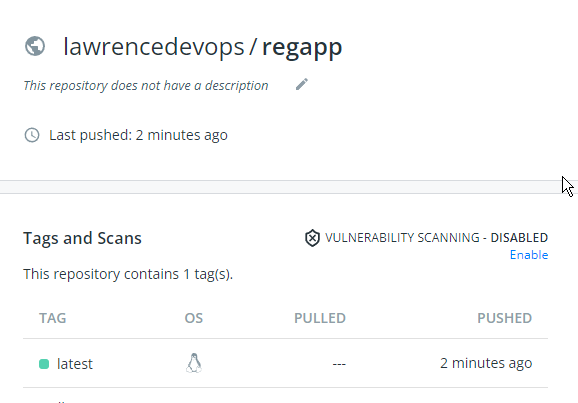 lawrencedevops / regapp
This repository does not have a description
Last pushed: 2 minutes ago
Tags and Scans
VULNERABILITY SCANNING - DISABLED
Enable
This repository contains 1 tag(s).
TAG OS PULLED PUSHED
latest --- 2 minutes ago